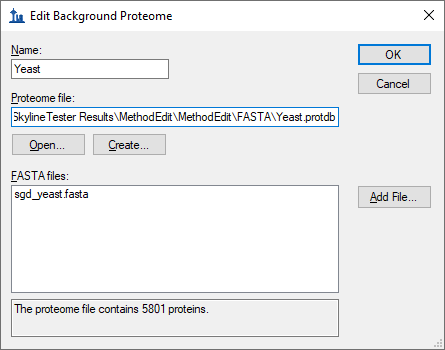 Edit Background Proteome
Name:
Yeast
OK
Cancel
Proteome file:
SkylineTester Results\MethodEdit\MethodEdit\FASTA\Yeast.protdb
Open...
Create...
FASTA files:
sgd_yeast.fasta
Add File...
The proteome file contains 5801 proteins.